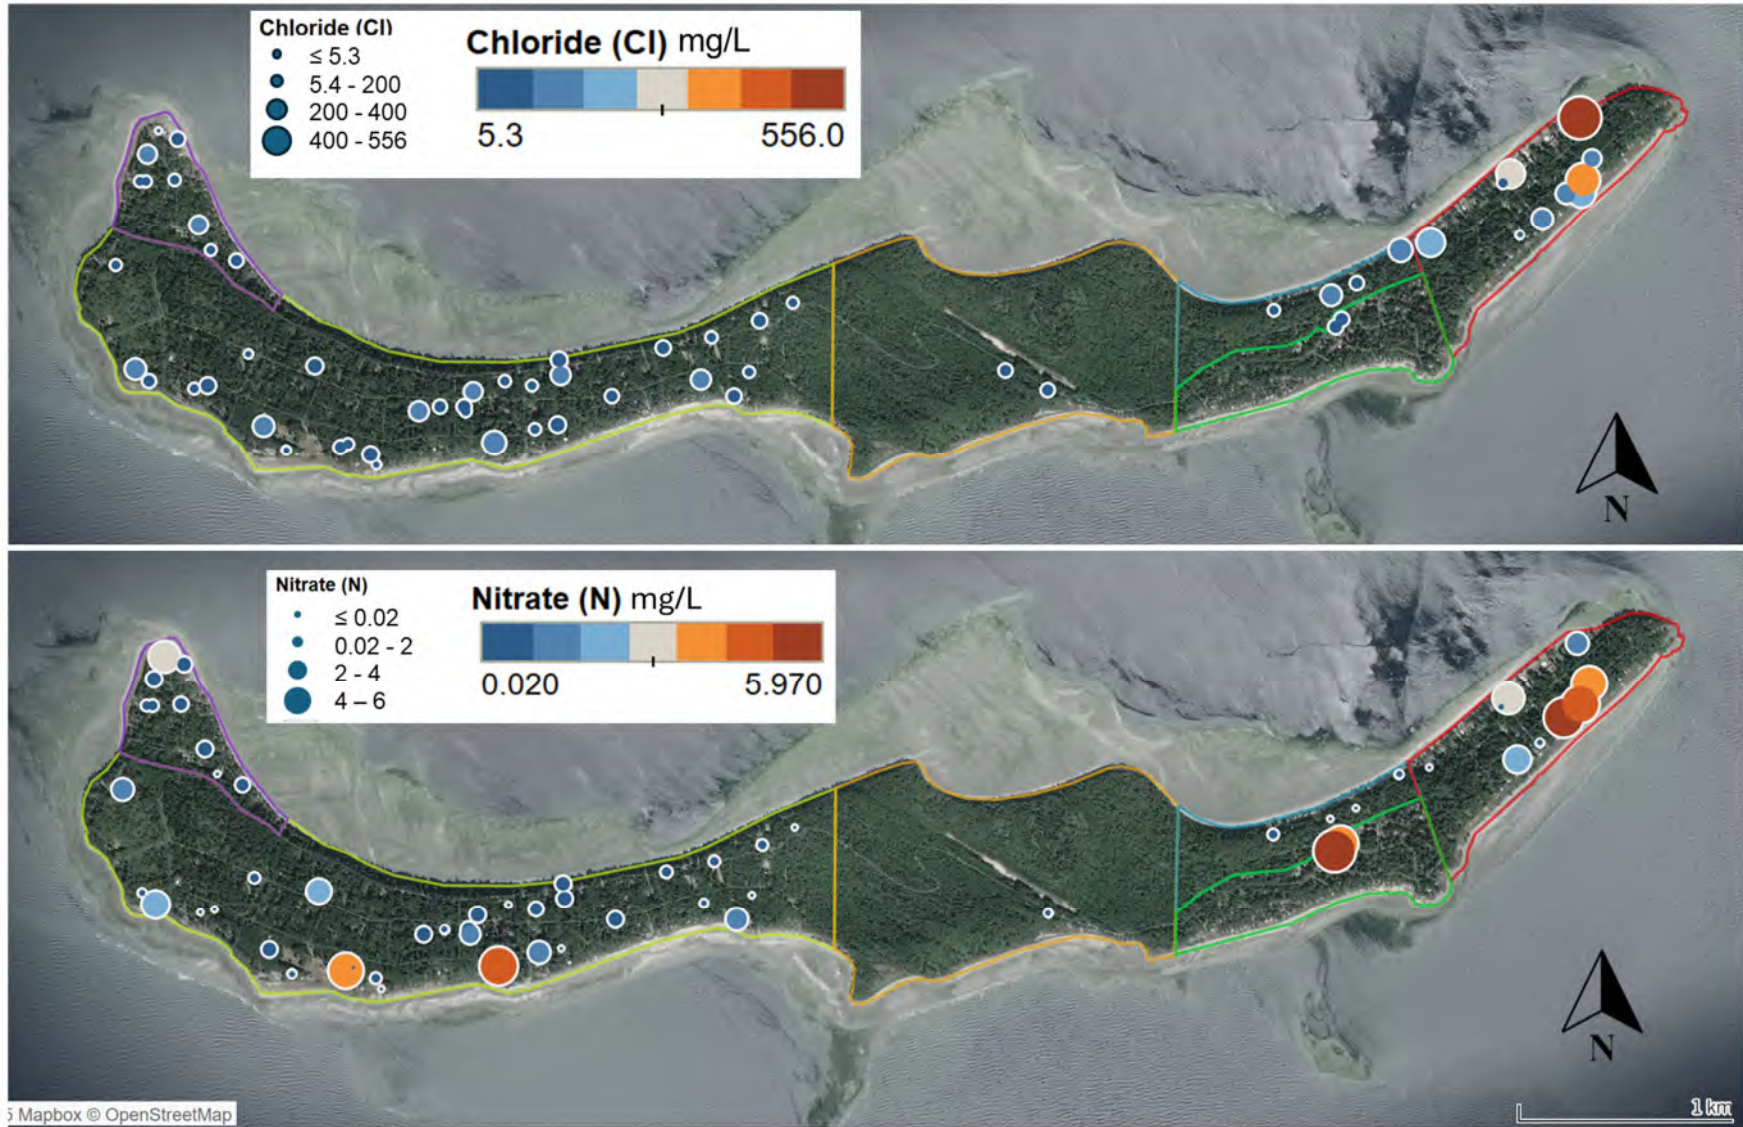 Chloride (Cl)
≤ 5.3
5.4 - 200
200 - 400
400 - 556
Chloride (Cl) mg/L
5.3 556.0
N
Nitrate (N)
≤ 0.02
0.02 - 2
2 - 4
4 – 6
Nitrate (N) mg/L
0.020 5.970
N
5 Mapbox © OpenStreetMap
1 km